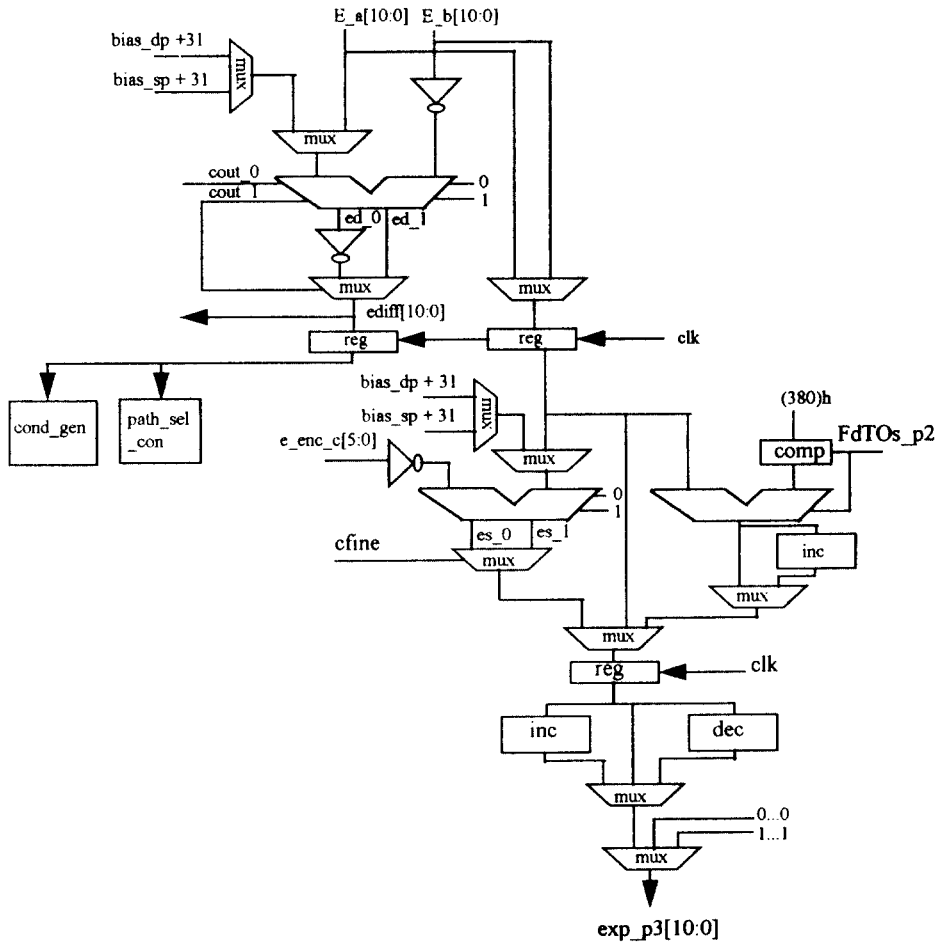 E_a[10:0] E_b[10:0]
bias_dp +31
mux
bias_sp + 31
mux
cout_0
0
cout_1
1
ed_0 ed_1
mux
mux
ediff[10:0]
reg
reg
clk
bias_dp + 31
mux
bias_sp + 31
(380)h
cond_gen
path_sel
_con
FdTOs_p2
comp
e_enc_c[5:0]
mux
0
1
es_0 es_1
cfine
inc
mux
mux
mux
reg
clk
inc
dec
mux
0...0
1...1
mux
exp_p3[10:0]